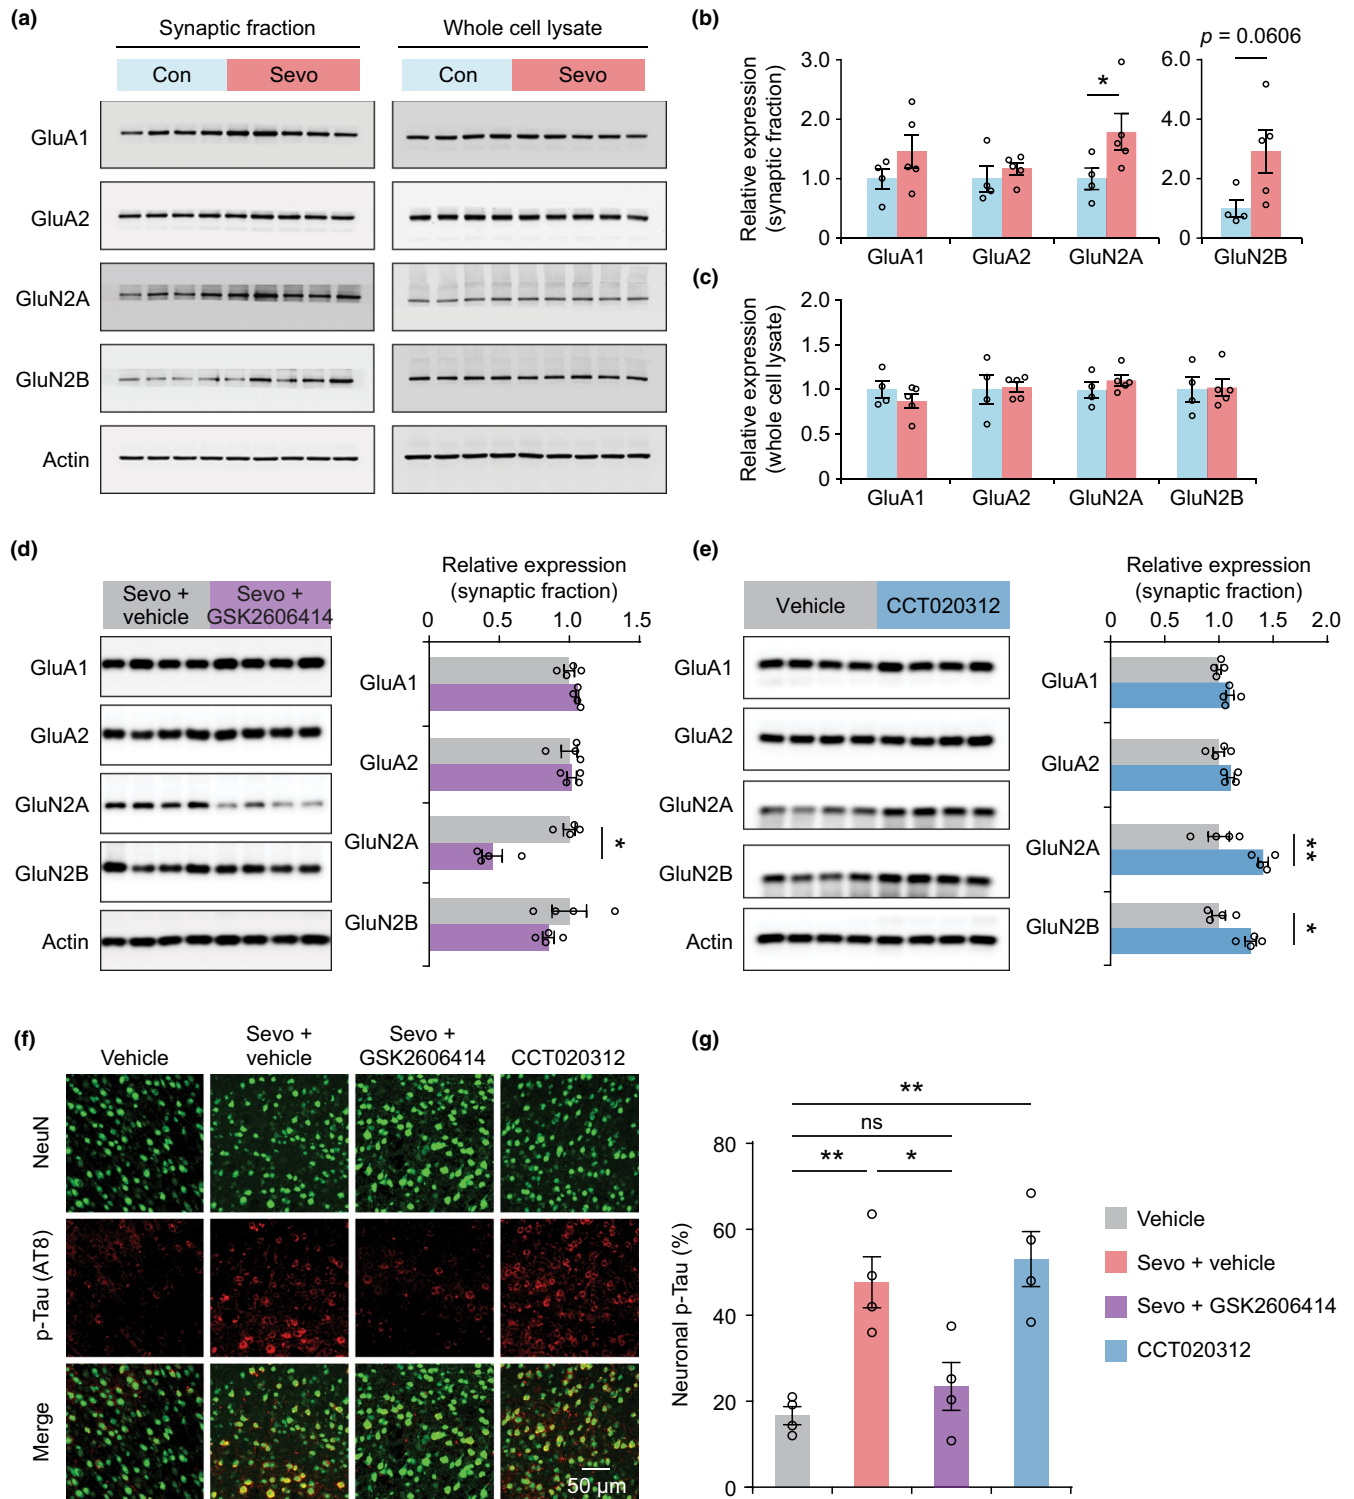 (a)
Synaptic fraction
Whole cell lysate
Con
Sevo
Con
Sevo
GluA1
GluA2
GluN2A
GluN2B
Actin
(b)
Relative expression
(synaptic fraction)
3.0
2.0
1.0
0
*
GluA1
GluA2
GluN2A
p = 0.0606
6.0
4.0
2.0
0
GluN2B
(c)
Relative expression
(whole cell lysate)
2.0
1.5
1.0
0.5
0
GluA1
GluA2
GluN2A
GluN2B
(d)
Sevo +
vehicle
Sevo +
GSK2606414
GluA1
GluA2
GluN2A
GluN2B
Actin
Relative expression
(synaptic fraction)
0
0.5
1.0
1.5
GluA1
GluA2
GluN2A
*
GluN2B
(e)
Vehicle
CCT020312
GluA1
GluA2
GluN2A
GluN2B
Actin
Relative expression
(synaptic fraction)
0
0.5
1.0
1.5
2.0
GluA1
GluA2
GluN2A
**
GluN2B
*
(f)
Vehicle
Sevo +
vehicle
Sevo +
GSK2606414
CCT020312
NeuN
p-Tau (AT8)
Merge
50 µm
(g)
Neuronal p-Tau (%)
80
60
40
20
0
**
ns
**
*
Vehicle
Sevo + vehicle
Sevo + GSK2606414
CCT020312